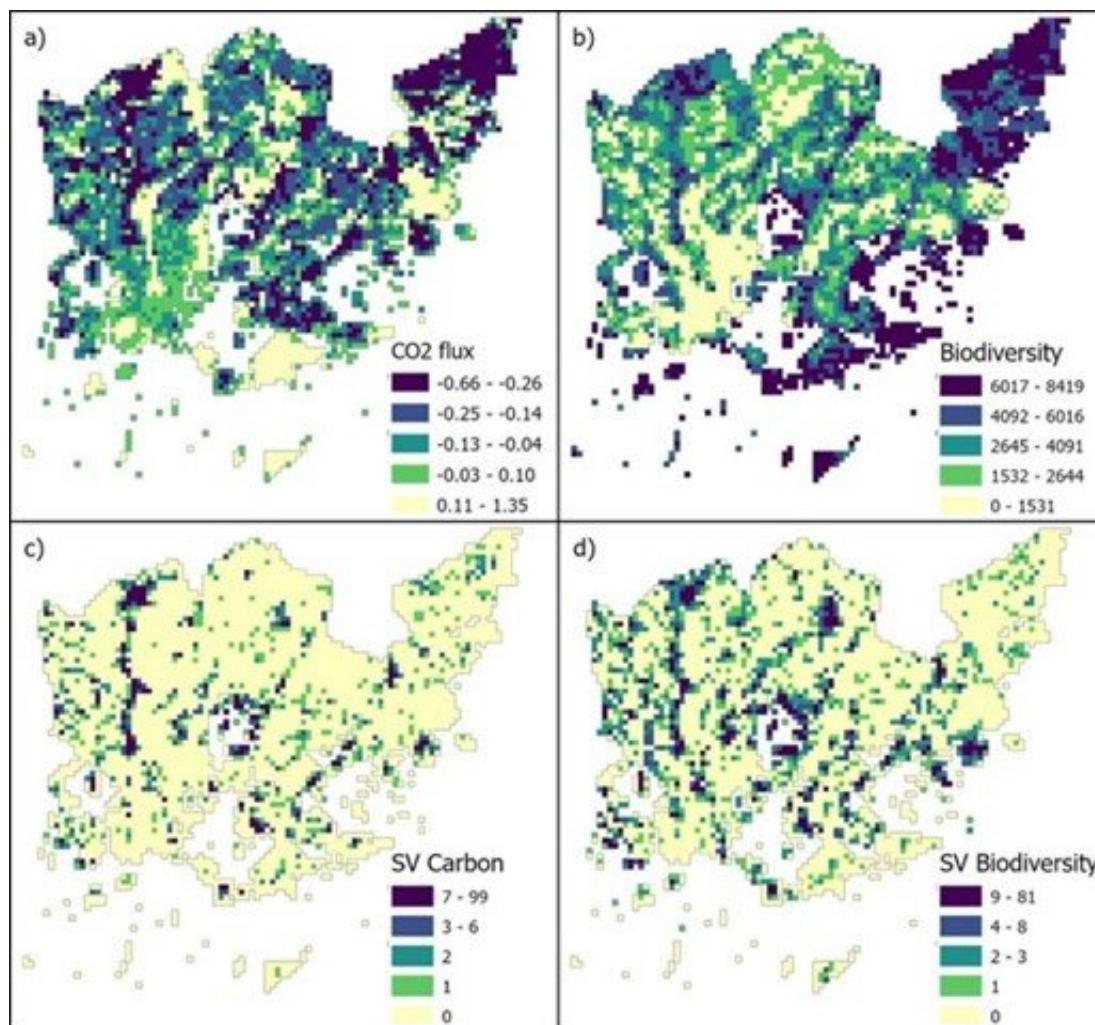 a)
CO2 flux
-0.66 - -0.26
-0.25 - -0.14
-0.13 - -0.04
-0.03 - 0.10
0.11 - 1.35
b)
Biodiversity
6017 - 8419
4092 - 6016
2645 - 4091
1532 - 2644
0 - 1531
c)
SV Carbon
7 - 99
3 - 6
2
1
0
d)
SV Biodiversity
9 - 81
4 - 8
2 - 3
1
0